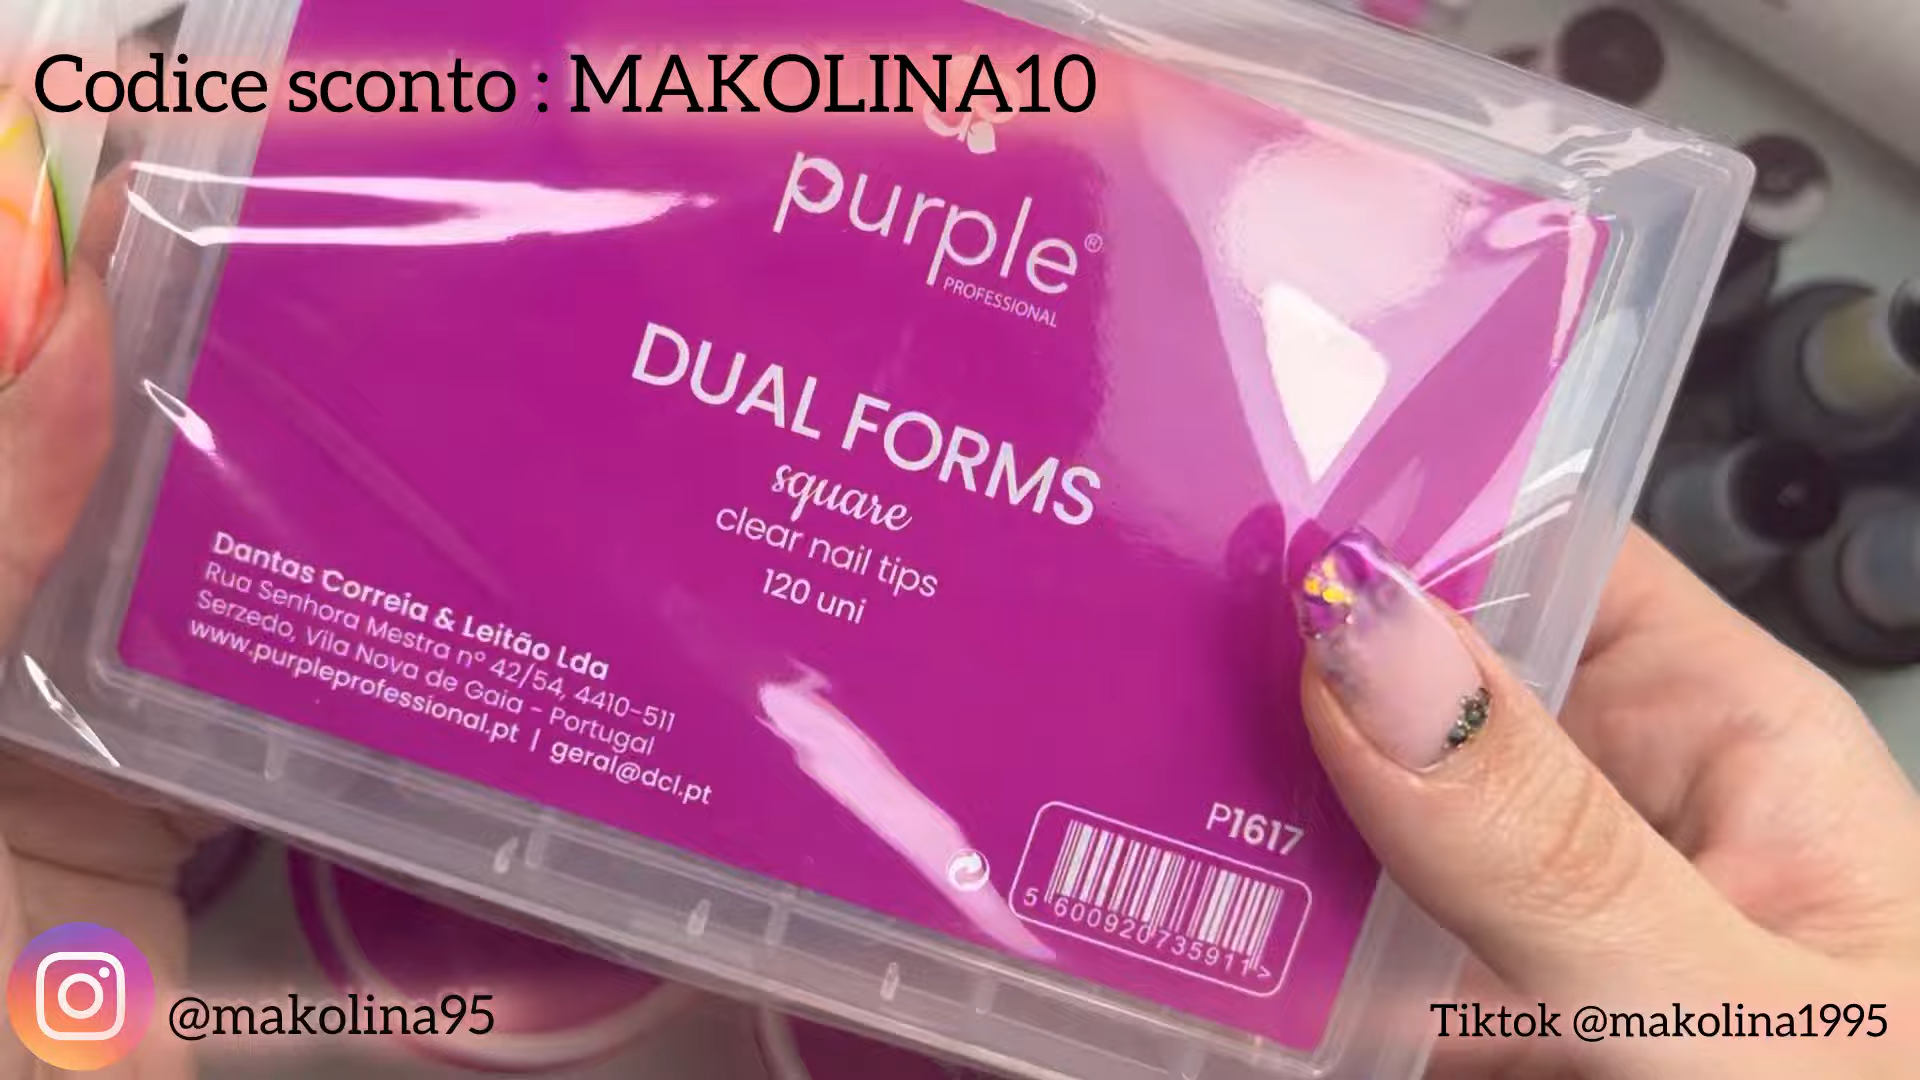 Codice sconto : MAKOLINA10
purple®
PROFESSIONAL
DUAL FORMS
square
clear nail tips
120 uni
Dantas Correia & Leitão Lda
Rua Senhora Mestra nº 42/54, 4410-511
Serzedo, Vila Nova de Gaia - Portugal
www.purpleprofessional.pt | geral@dcl.pt
P1617
5 600920735911 >
@makolina95
Tiktok @makolina1995